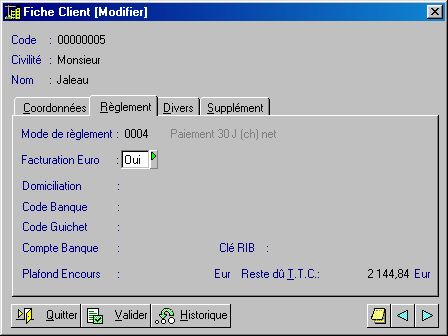 Fiche Client [Modifier]
Code : 00000005
Civilité : Monsieur
Nom : Jaleau
Coordonnées Règlement Divers Supplément
Mode de règlement : 0004 Paiement 30 J (ch) net
Facturation Euro : Oui
Domiciliation :
Code Banque :
Code Guichet :
Compte Banque : Clé RIB :
Plafond Encours : Eur Reste dû T.T.C.: 2 144,84 Eur
Quitter Valider Historique